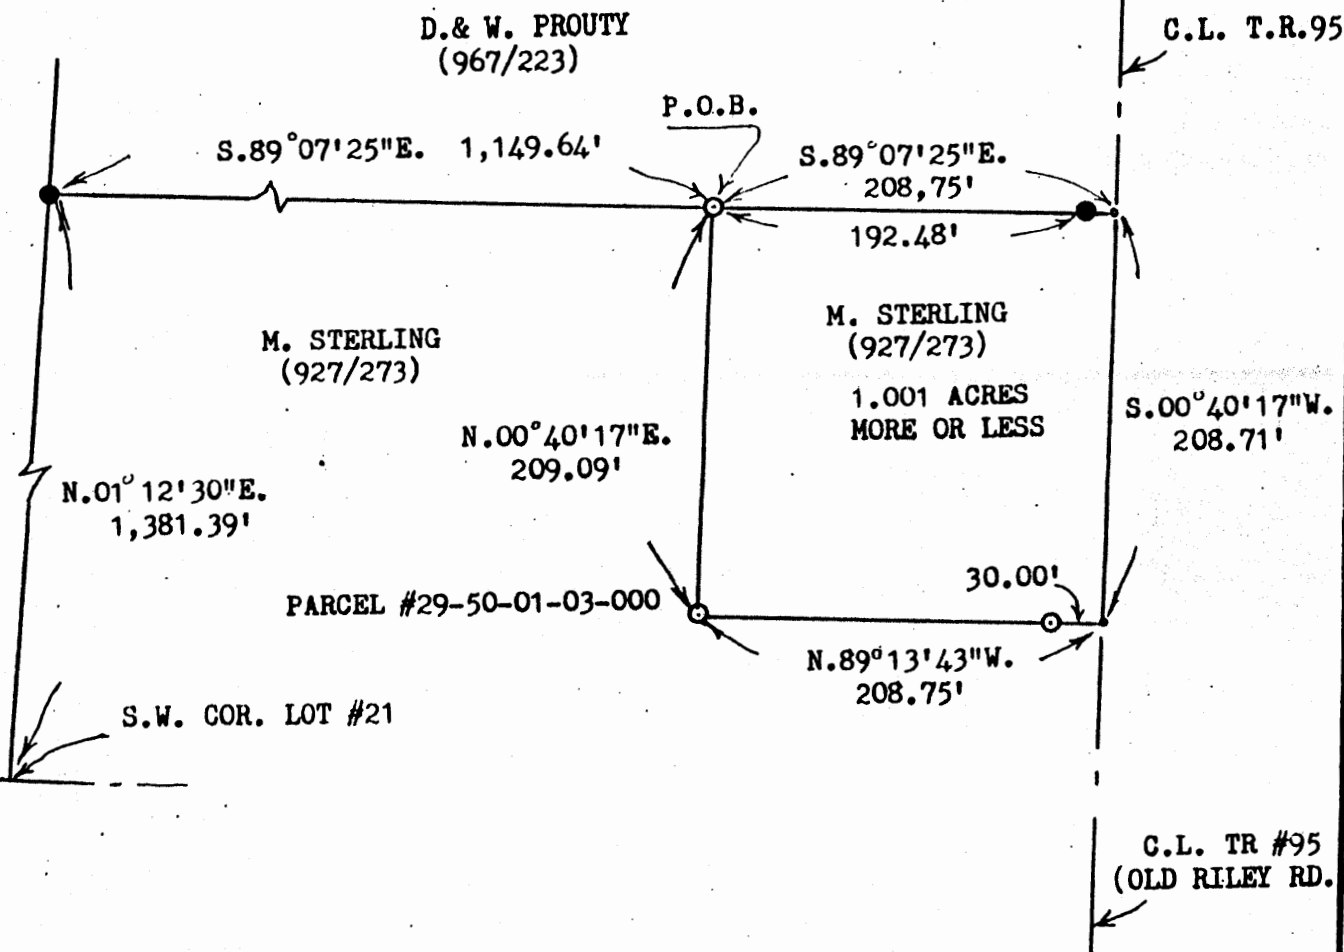 D.& W. PROUTY
(967/223)
C.L. T.R.95
P.O.B.
S.89°07'25"E. 1,149.64'
S.89°07'25"E.
208,75'
192.48'
M. STERLING
(927/273)
M. STERLING
(927/273)
1.001 ACRES
MORE OR LESS
S.00°40'17"W.
208.71'
N.00°40'17"E.
209.09'
N.01°12'30"E.
1,381.39'
30.00'
PARCEL #29-50-01-03-000
N.89°13'43"W.
208.75'
S.W. COR. LOT #21
C.L. TR #95
(OLD RILEY RD.